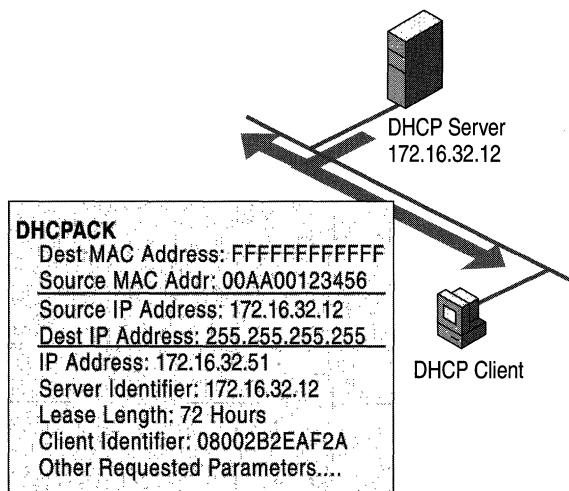 DHCP Server
172.16.32.12
DHCPACK
Dest MAC Address: FFFFFFFFFFFF
Source MAC Addr: 00AA00123456
Source IP Address: 172.16.32.12
Dest IP Address: 255.255.255.255
IP Address: 172.16.32.51
Server Identifier: 172.16.32.12
Lease Length: 72 Hours
Client Identifier: 08002B2EAF2A
Other Requested Parameters....
DHCP Client